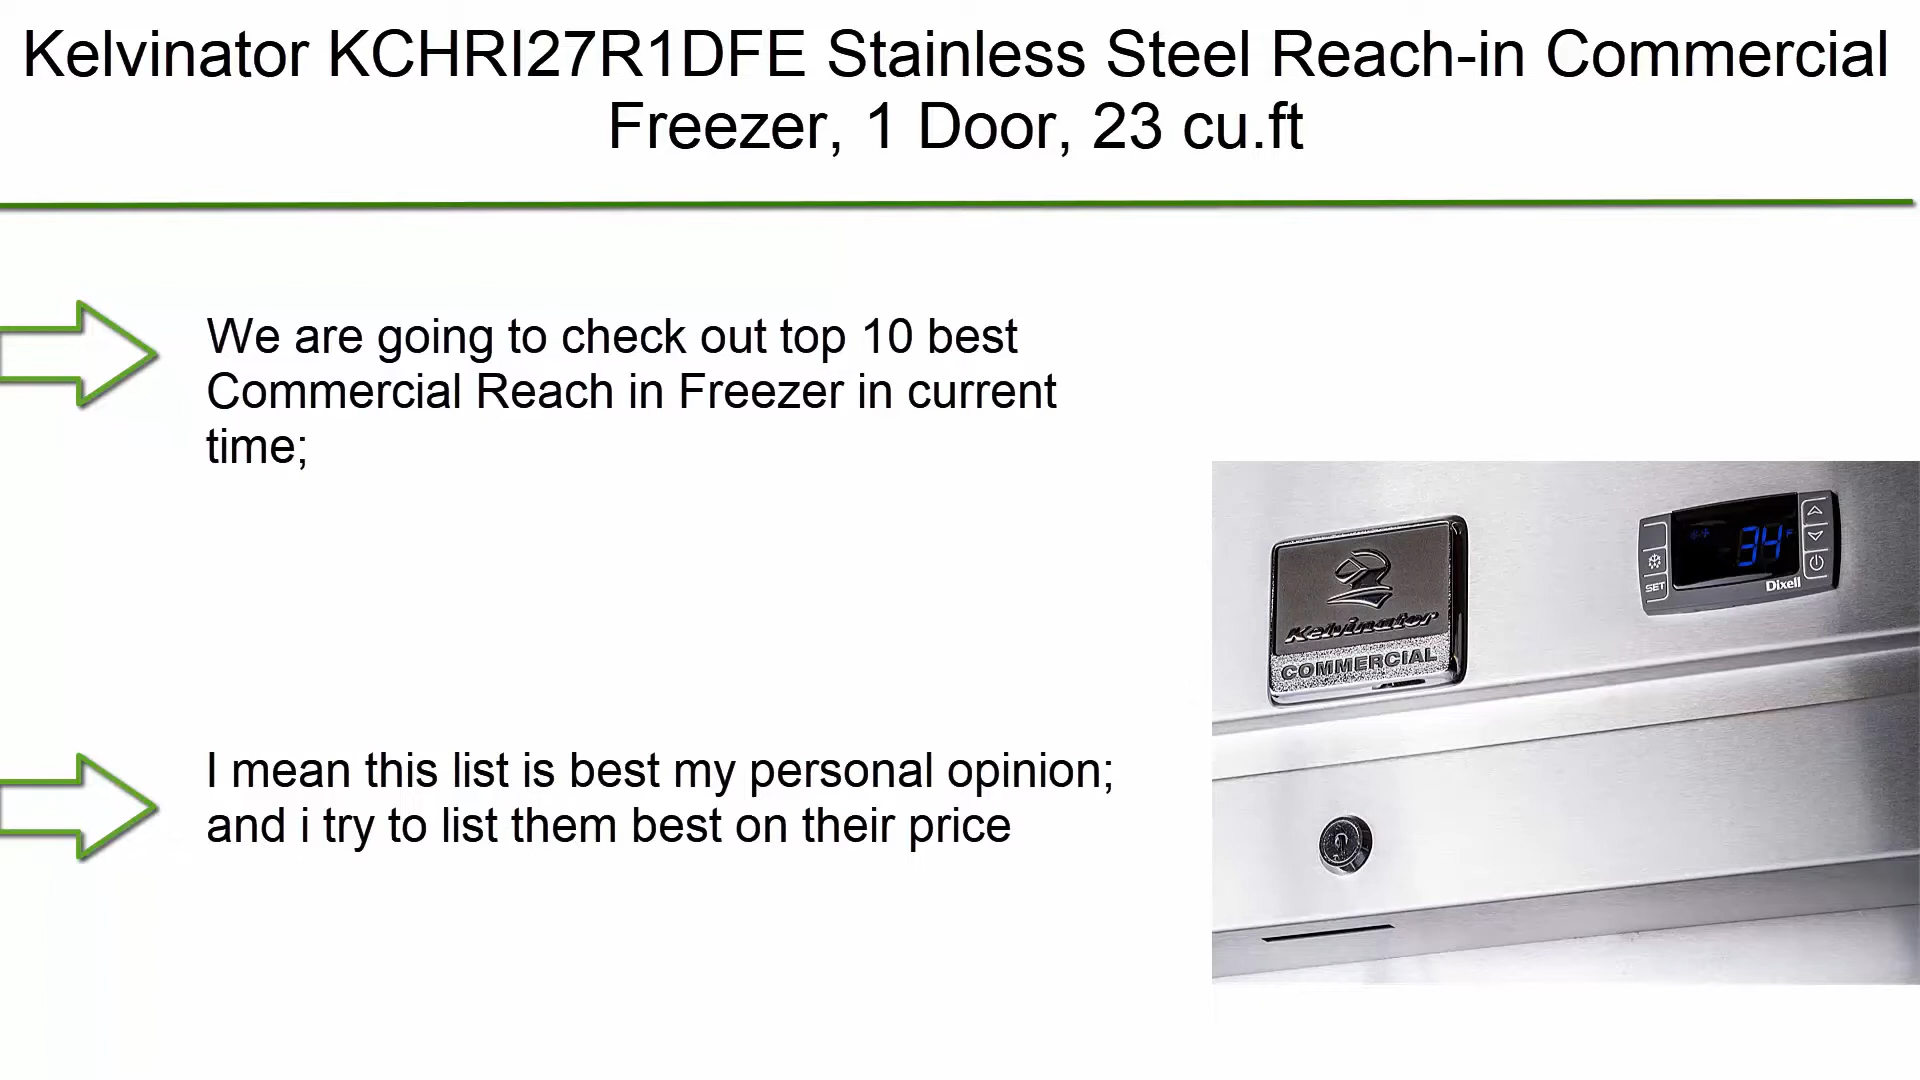 Kelvinator KCHRI27R1DFE Stainless Steel Reach-in Commercial
Freezer, 1 Door, 23 cu.ft
We are going to check out top 10 best
Commercial Reach in Freezer in current
time;
I mean this list is best my personal opinion;
and i try to list them best on their price
Kelvinator
COMMERCIAL
34 F
SET
Dixell